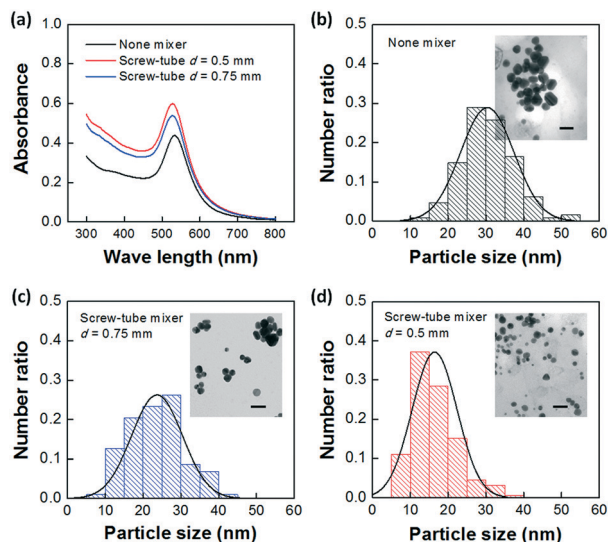 (a)
None mixer
Screw-tube d = 0.5 mm
Screw-tube d = 0.75 mm
Absorbance
1.0
0.8
0.6
0.4
0.2
0.0
300 400 500 600 700 800
Wave length (nm)
(b)
None mixer
Number ratio
0.5
0.4
0.3
0.2
0.1
0.0
0 10 20 30 40 50 60
Particle size (nm)
(c)
Screw-tube mixer
d = 0.75 mm
Number ratio
0.5
0.4
0.3
0.2
0.1
0.0
0 10 20 30 40 50 60
Particle size (nm)
(d)
Screw-tube mixer
d = 0.5 mm
Number ratio
0.5
0.4
0.3
0.2
0.1
0.0
0 10 20 30 40 50 60
Particle size (nm)